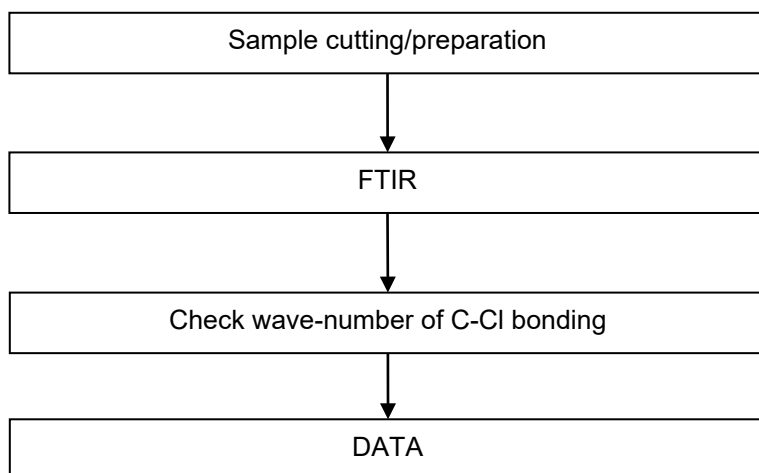 Sample cutting/preparation
FTIR
Check wave-number of C-Cl bonding
DATA